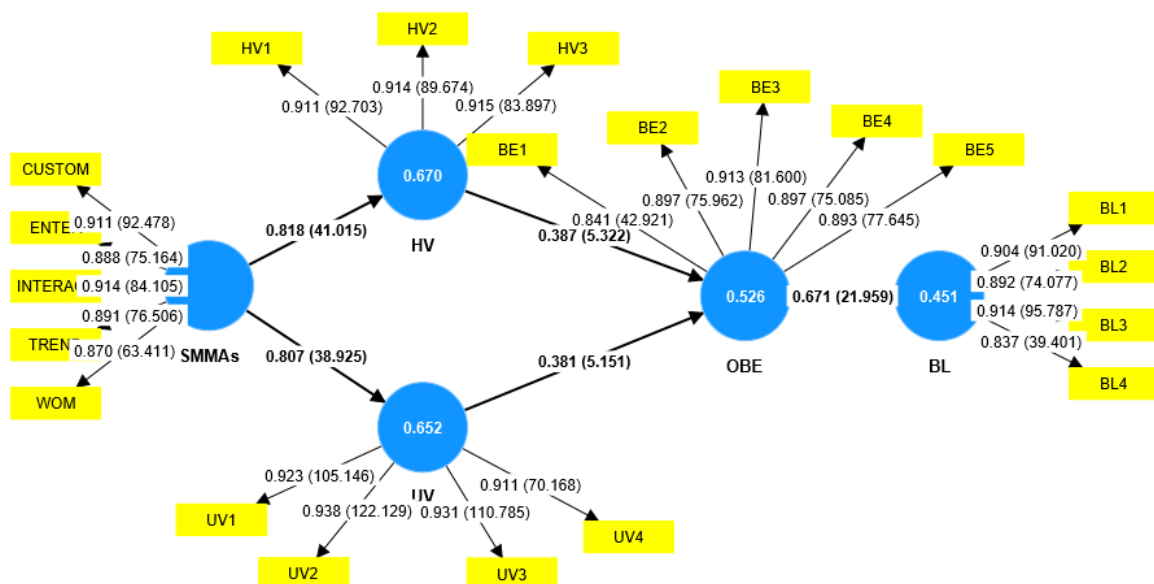 HV1
HV2
HV3
0.911 (92.703)
0.914 (89.674)
0.915 (83.897)
BE1
BE2
BE3
BE4
BE5
0.841 (42.921)
0.897 (75.962)
0.913 (81.600)
0.897 (75.085)
0.893 (77.645)
CUSTOM
INTERAC
WOM
0.911 (92.478)
0.888 (75.164)
0.914 (84.105)
0.891 (76.506)
0.870 (63.411)
SMMAs
0.818 (41.015)
0.807 (38.925)
0.670
HV
0.387 (5.322)
0.381 (5.151)
0.652
UV
0.526
OBE
0.671 (21.959)
0.451
BL
BL1
BL2
BL3
BL4
0.904 (91.020)
0.892 (74.077)
0.914 (95.787)
0.837 (39.401)
0.923 (105.146)
0.938 (122.129)
0.931 (110.785)
0.911 (70.168)
UV1
UV2
UV3
UV4